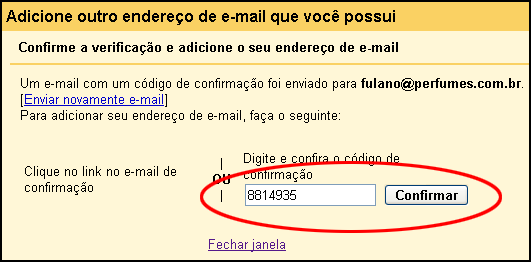 Adicione outro endereço de e-mail que você possui
Confirme a verificação e adicione o seu endereço de e-mail
Um e-mail com um código de confirmação foi enviado para fulano@perfumes.com.br.
[Enviar novamente e-mail]
Para adicionar seu endereço de e-mail, faça o seguinte:
Clique no link no e-mail de
confirmação
|
OU
|
Digite e confira o código de
confirmação
8814935
Confirmar
Fechar janela